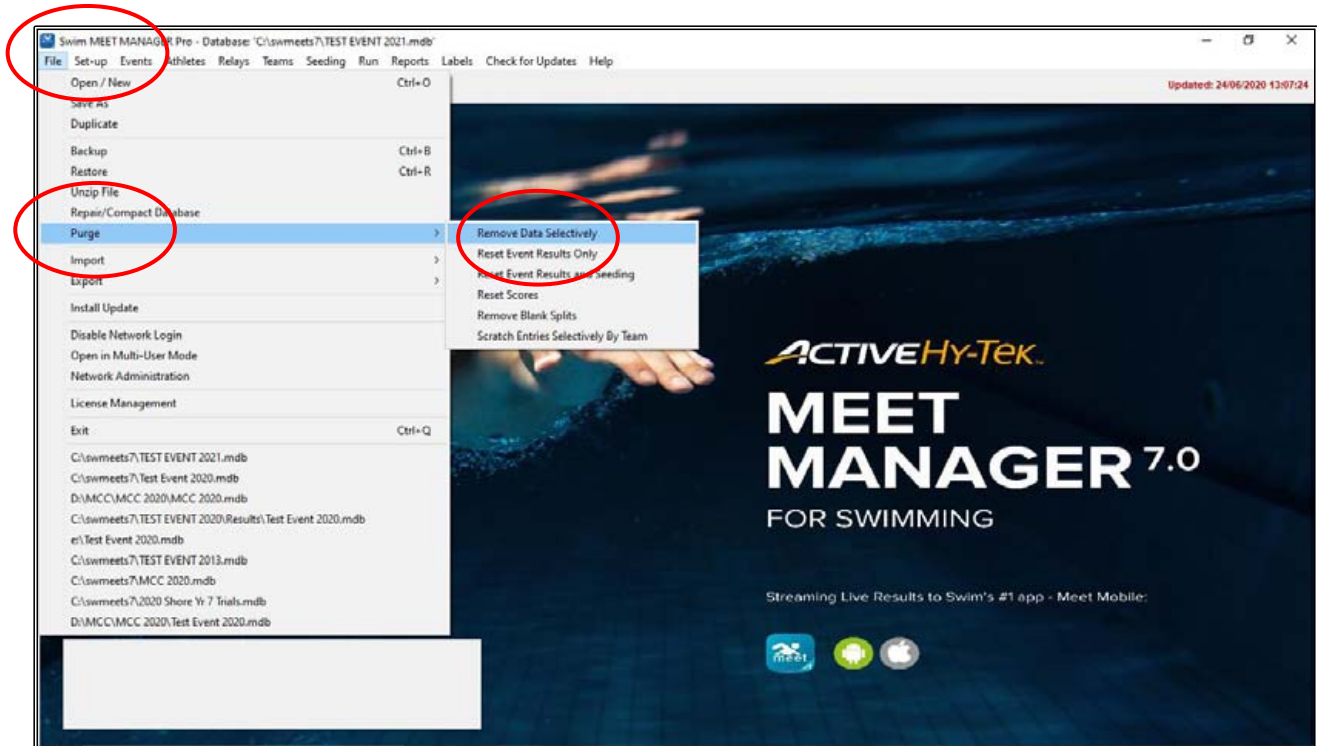 Swim MEET MANAGER Pro - Database: 'C:\swmeets7\TEST EVENT 2021.mdb'
File Set-up Events Athletes Relays Teams Seeding Run Reports Labels Check for Updates Help
Updated: 24/06/2020 13:07:24
Open / New Ctrl+O
Save As
Duplicate
Backup Ctrl+B
Restore Ctrl+R
Unzip File
Repair/Compact Database
Purge >
Import >
Export >
Install Update
Disable Network Login
Open in Multi-User Mode
Network Administration
License Management
Exit Ctrl+Q
C:\swmeets7\TEST EVENT 2021.mdb
C:\swmeets7\Test Event 2020.mdb
D:\MCC\MCC 2020\MCC 2020.mdb
C:\swmeets7\TEST EVENT 2020\Results\Test Event 2020.mdb
e:\Test Event 2020.mdb
C:\swmeets7\TEST EVENT 2013.mdb
C:\swmeets7\MCC 2020.mdb
C:\swmeets7\2020 Shore Yr 7 Trials.mdb
D:\MCC\MCC 2020\Test Event 2020.mdb
Remove Data Selectively
Reset Event Results Only
Reset Event Results and Seeding
Reset Scores
Remove Blank Splits
Scratch Entries Selectively By Team
ACTIVE HY-TEK
MEET
MANAGER 7.0
FOR SWIMMING
Streaming Live Results to Swim's #1 app - Meet Mobile:
meet